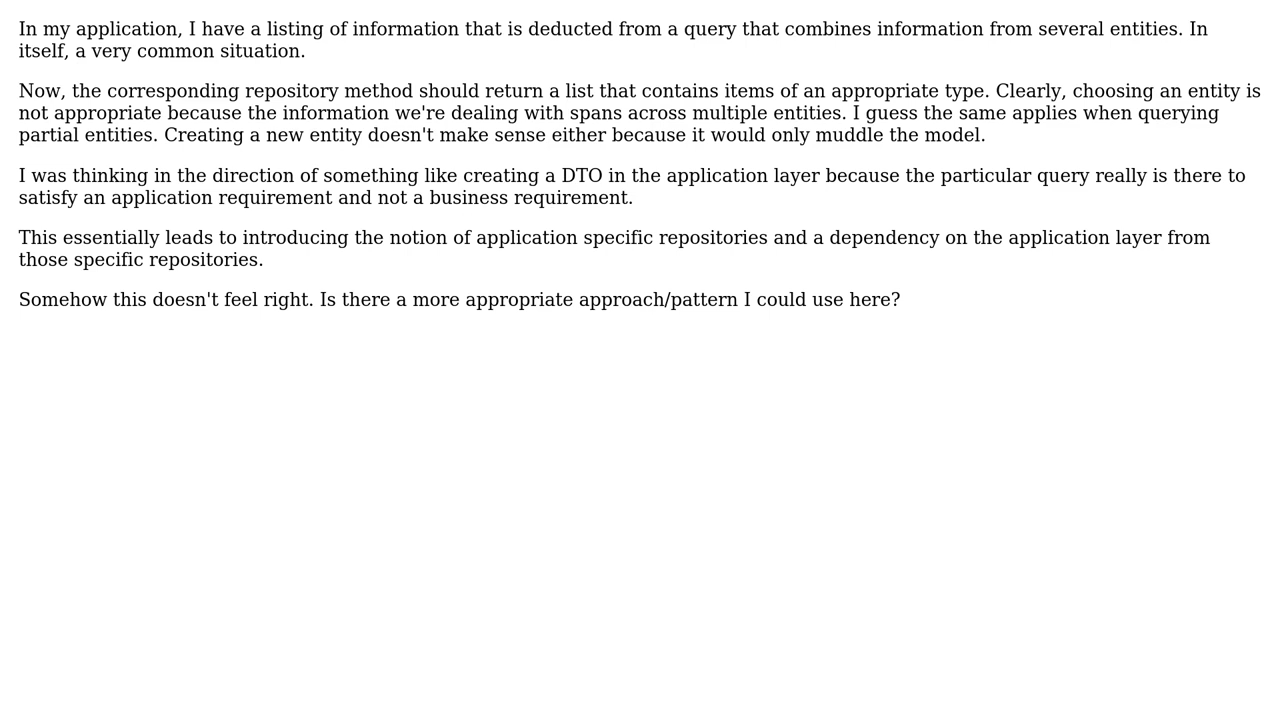 In my application, I have a listing of information that is deducted from a query that combines information from several entities. In
itself, a very common situation.
Now, the corresponding repository method should return a list that contains items of an appropriate type. Clearly, choosing an entity is
not appropriate because the information we're dealing with spans across multiple entities. I guess the same applies when querying
partial entities. Creating a new entity doesn't make sense either because it would only muddle the model.
I was thinking in the direction of something like creating a DTO in the application layer because the particular query really is there to
satisfy an application requirement and not a business requirement.
This essentially leads to introducing the notion of application specific repositories and a dependency on the application layer from
those specific repositories.
Somehow this doesn't feel right. Is there a more appropriate approach/pattern I could use here?